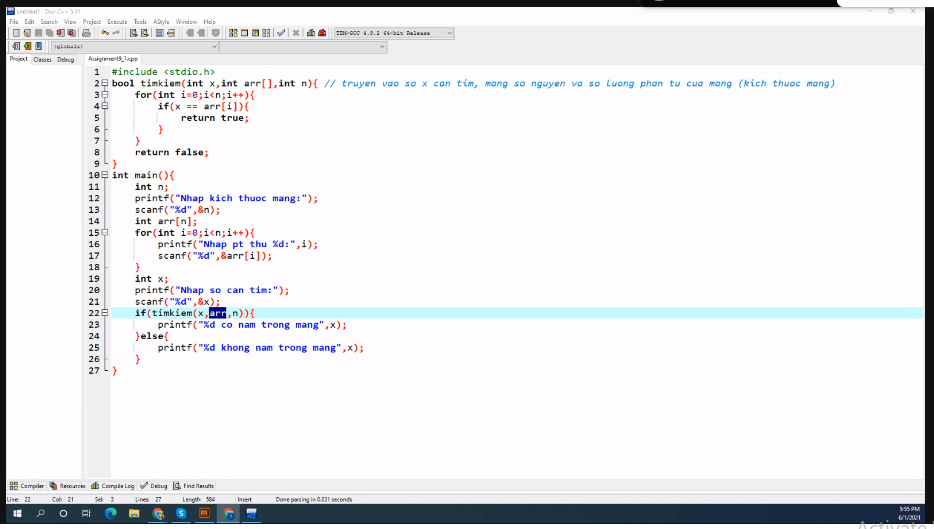 Untitled1 - Dev-C++ 5.11
File Edit Search View Project Execute Tools AStyle Window Help
TDM-GCC 4.9.2 64-bit Release
(globals)
Project Classes Debug
Assignment9_1.cpp
1 #include <stdio.h>
2 bool timkiem(int x,int arr[],int n){ // truyen vao so x can tim, mang so nguyen va so luong phan tu cua mang (kich thuoc mang)
3 for(int i=0;i<n;i++){
4 if(x == arr[i]){
5 return true;
6 }
7 }
8 return false;
9 }
10 int main(){
11 int n;
12 printf("Nhap kich thuoc mang:");
13 scanf("%d",&n);
14 int arr[n];
15 for(int i=0;i<n;i++){
16 printf("Nhap pt thu %d:",i);
17 scanf("%d",&arr[i]);
18 }
19 int x;
20 printf("Nhap so can tim:");
21 scanf("%d",&x);
22 if(timkiem(x,arr,n)){
23 printf("%d co nam trong mang",x);
24 }else{
25 printf("%d khong nam trong mang",x);
26 }
27 }
Compiler Resources Compile Log Debug Find Results
Line: 22 Col: 21 Sel: 3 Lines: 27 Length: 584 Insert Done parsing in 0.031 seconds
5:55 PM
6/1/2021
Activate